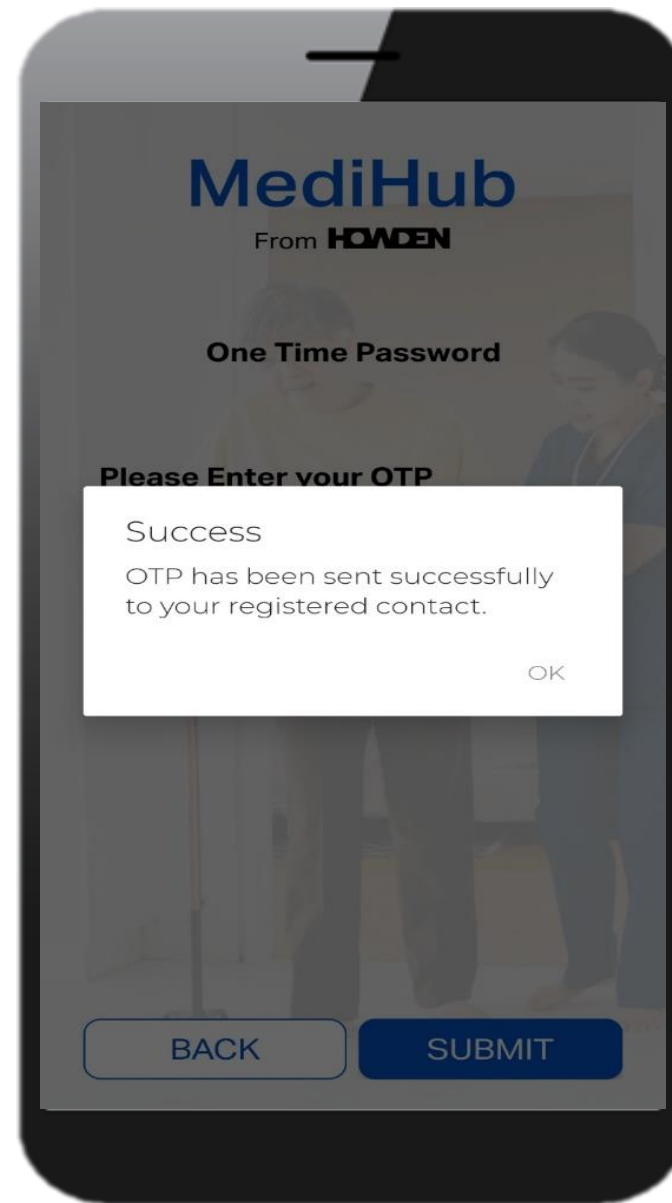 MediHub
From HOWDEN
One Time Password
Please Enter your OTP
Success
OTP has been sent successfully
to your registered contact.
OK
BACK
SUBMIT